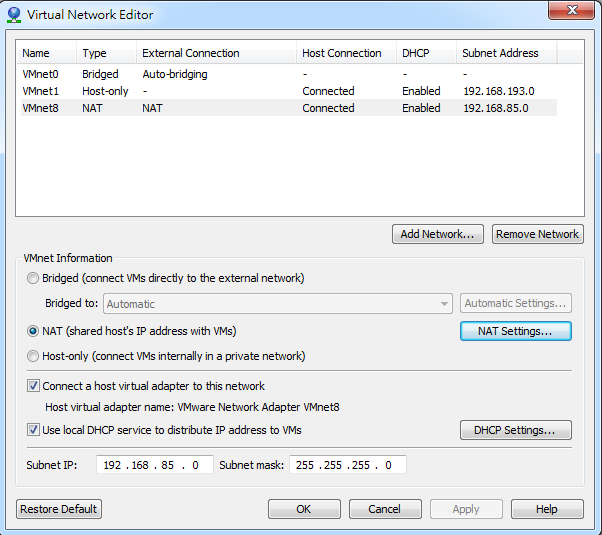 Virtual Network Editor
Name Type External Connection Host Connection DHCP Subnet Address
VMnet0 Bridged Auto-bridging - - -
VMnet1 Host-only - Connected Enabled 192.168.193.0
VMnet8 NAT NAT Connected Enabled 192.168.85.0
Add Network... Remove Network
VMnet Information
Bridged (connect VMs directly to the external network)
Bridged to: Automatic Automatic Settings...
NAT (shared host's IP address with VMs) NAT Settings...
Host-only (connect VMs internally in a private network)
Connect a host virtual adapter to this network
Host virtual adapter name: VMware Network Adapter VMnet8
Use local DHCP service to distribute IP address to VMs DHCP Settings...
Subnet IP: 192 . 168 . 85 . 0 Subnet mask: 255 . 255 . 255 . 0
Restore Default OK Cancel Apply Help